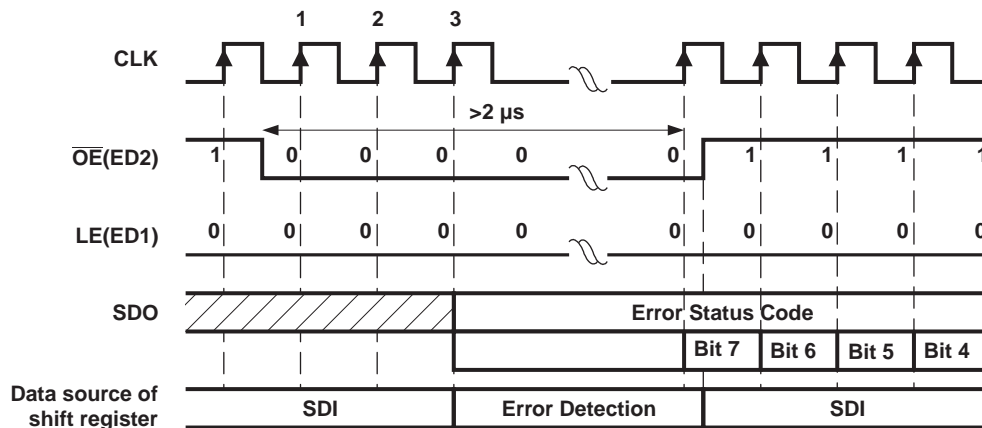 1 2 3
CLK
>2 µs
OE(ED2) 1 0 0 0 0 0 1 1 1 1
LE(ED1) 0 0 0 0 0 0 0 0 0 0
SDO Error Status Code
Bit 7 Bit 6 Bit 5 Bit 4
Data source of
shift register SDI Error Detection SDI